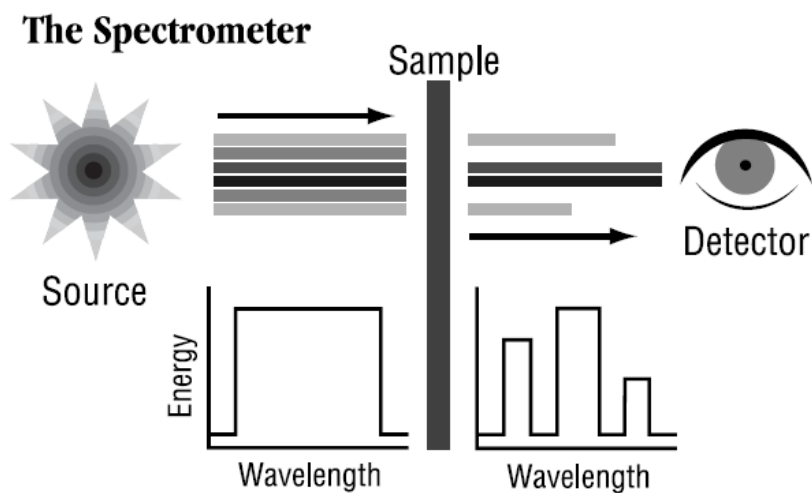 The Spectrometer
Sample
Source
Detector
Energy
Wavelength
Wavelength